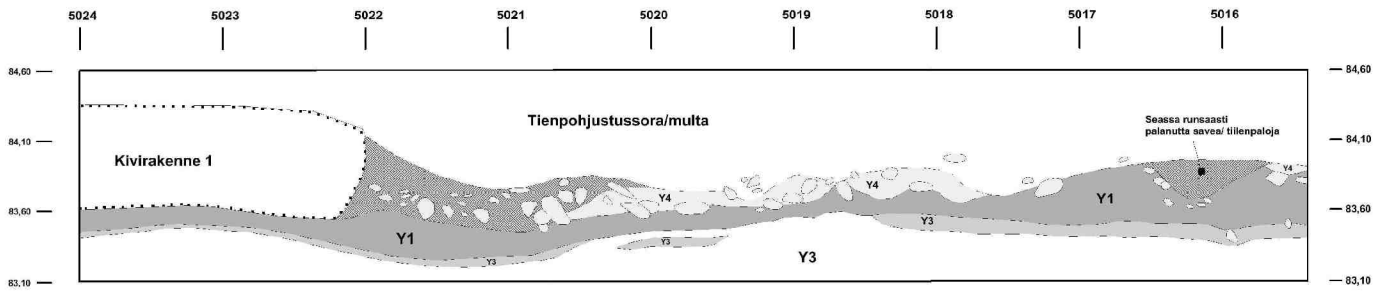 5024 5023 5022 5021 5020 5019 5018 5017 5016
84,60 84,60
Tienpohjustussora/multa
Seassa runsaasti
palanutta savea/ tiilenpaloja
84,10 84,10
Kivirakenne 1
Y4
Y4
Y4
Y1
83,60 83,60
Y3
Y1
Y3
Y3
Y3
83,10 83,10